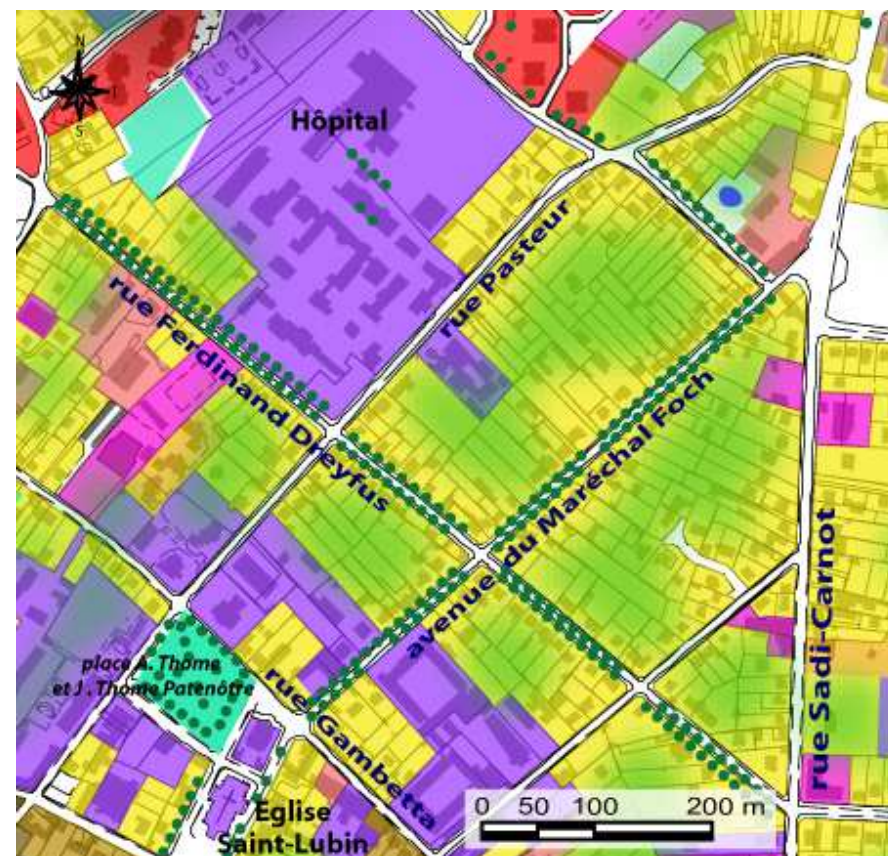 N
S
Hôpital
rue Pasteur
rue Ferdinand Dreyfus
avenue du Maréchal Foch
rue Sadi-Carnot
place A. Thome
et J. Thome Patenôtre
rue Gambetta
Eglise
Saint-Lubin
0 50 100 200 m